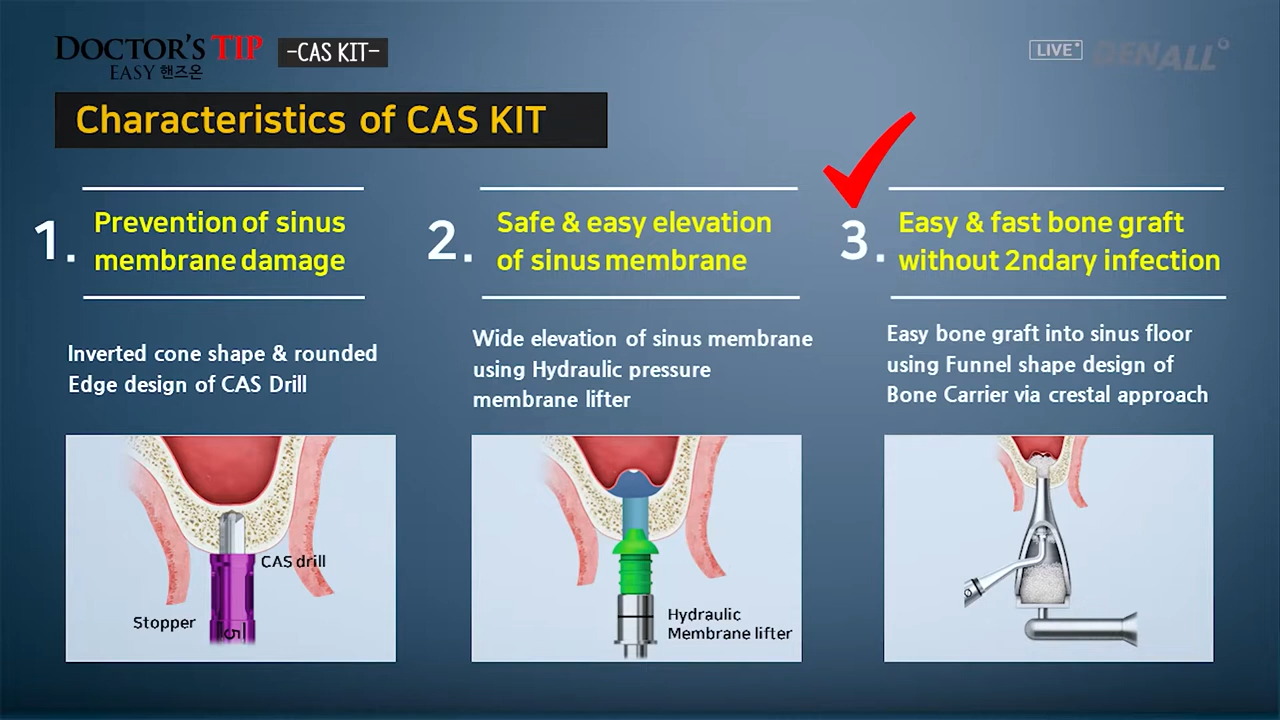 DOCTOR'S TIP
EASY 핸즈온
-CAS KIT-
LIVE
DENALL
Characteristics of CAS KIT
1.
Prevention of sinus
membrane damage
Inverted cone shape & rounded
Edge design of CAS Drill
CAS drill
Stopper
15
2.
Safe & easy elevation
of sinus membrane
Wide elevation of sinus membrane
using Hydraulic pressure
membrane lifter
Hydraulic
Membrane lifter
3.
Easy & fast bone graft
without 2ndary infection
Easy bone graft into sinus floor
using Funnel shape design of
Bone Carrier via crestal approach